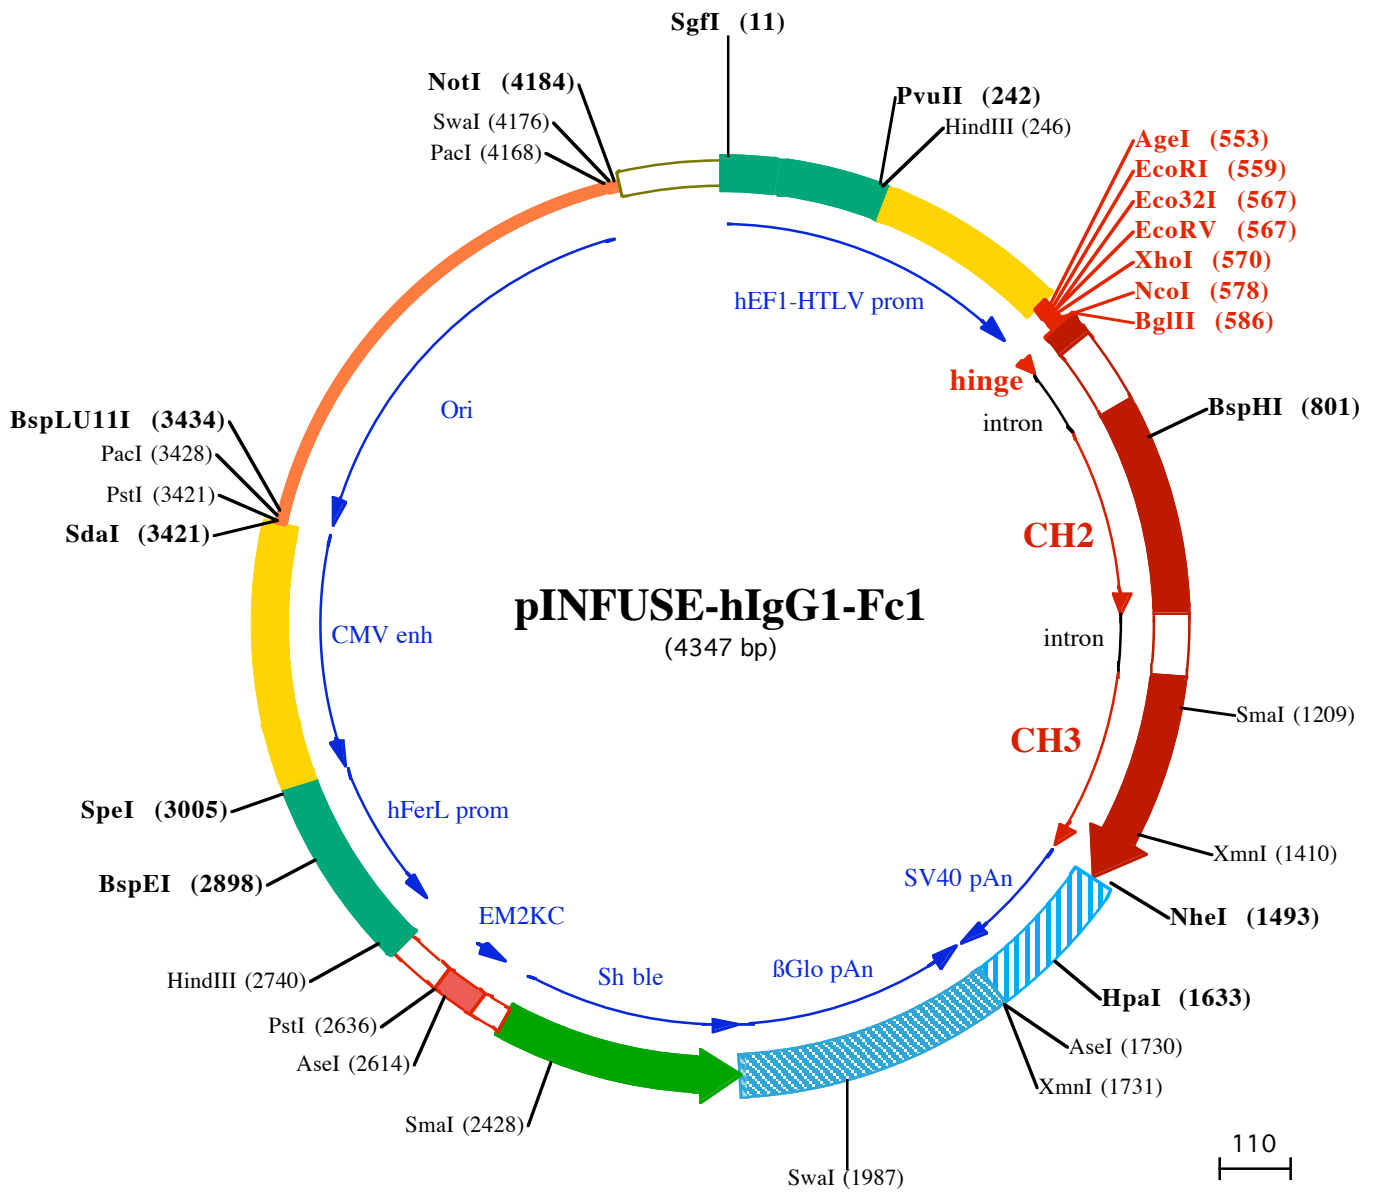 SgfI (11)
NotI (4184)
PvuII (242)
SwaI (4176)
HindIII (246)
PacI (4168)
AgeI (553)
EcoRI (559)
Eco32I (567)
EcoRV (567)
XhoI (570)
NcoI (578)
BglII (586)
hEF1-HTLV prom
hinge
intron
Ori
BspHI (801)
BspLU11I (3434)
PacI (3428)
PstI (3421)
SdaI (3421)
CH2
pINFUSE-hIgG1-Fc1
(4347 bp)
CMV enh
intron
SmaI (1209)
CH3
SpeI (3005)
hFerL prom
XmnI (1410)
BspEI (2898)
SV40 pAn
EM2KC
NheI (1493)
HindIII (2740)
Sh ble
ßGlo pAn
HpaI (1633)
PstI (2636)
AseI (2614)
AseI (1730)
XmnI (1731)
SmaI (2428)
SwaI (1987)
110